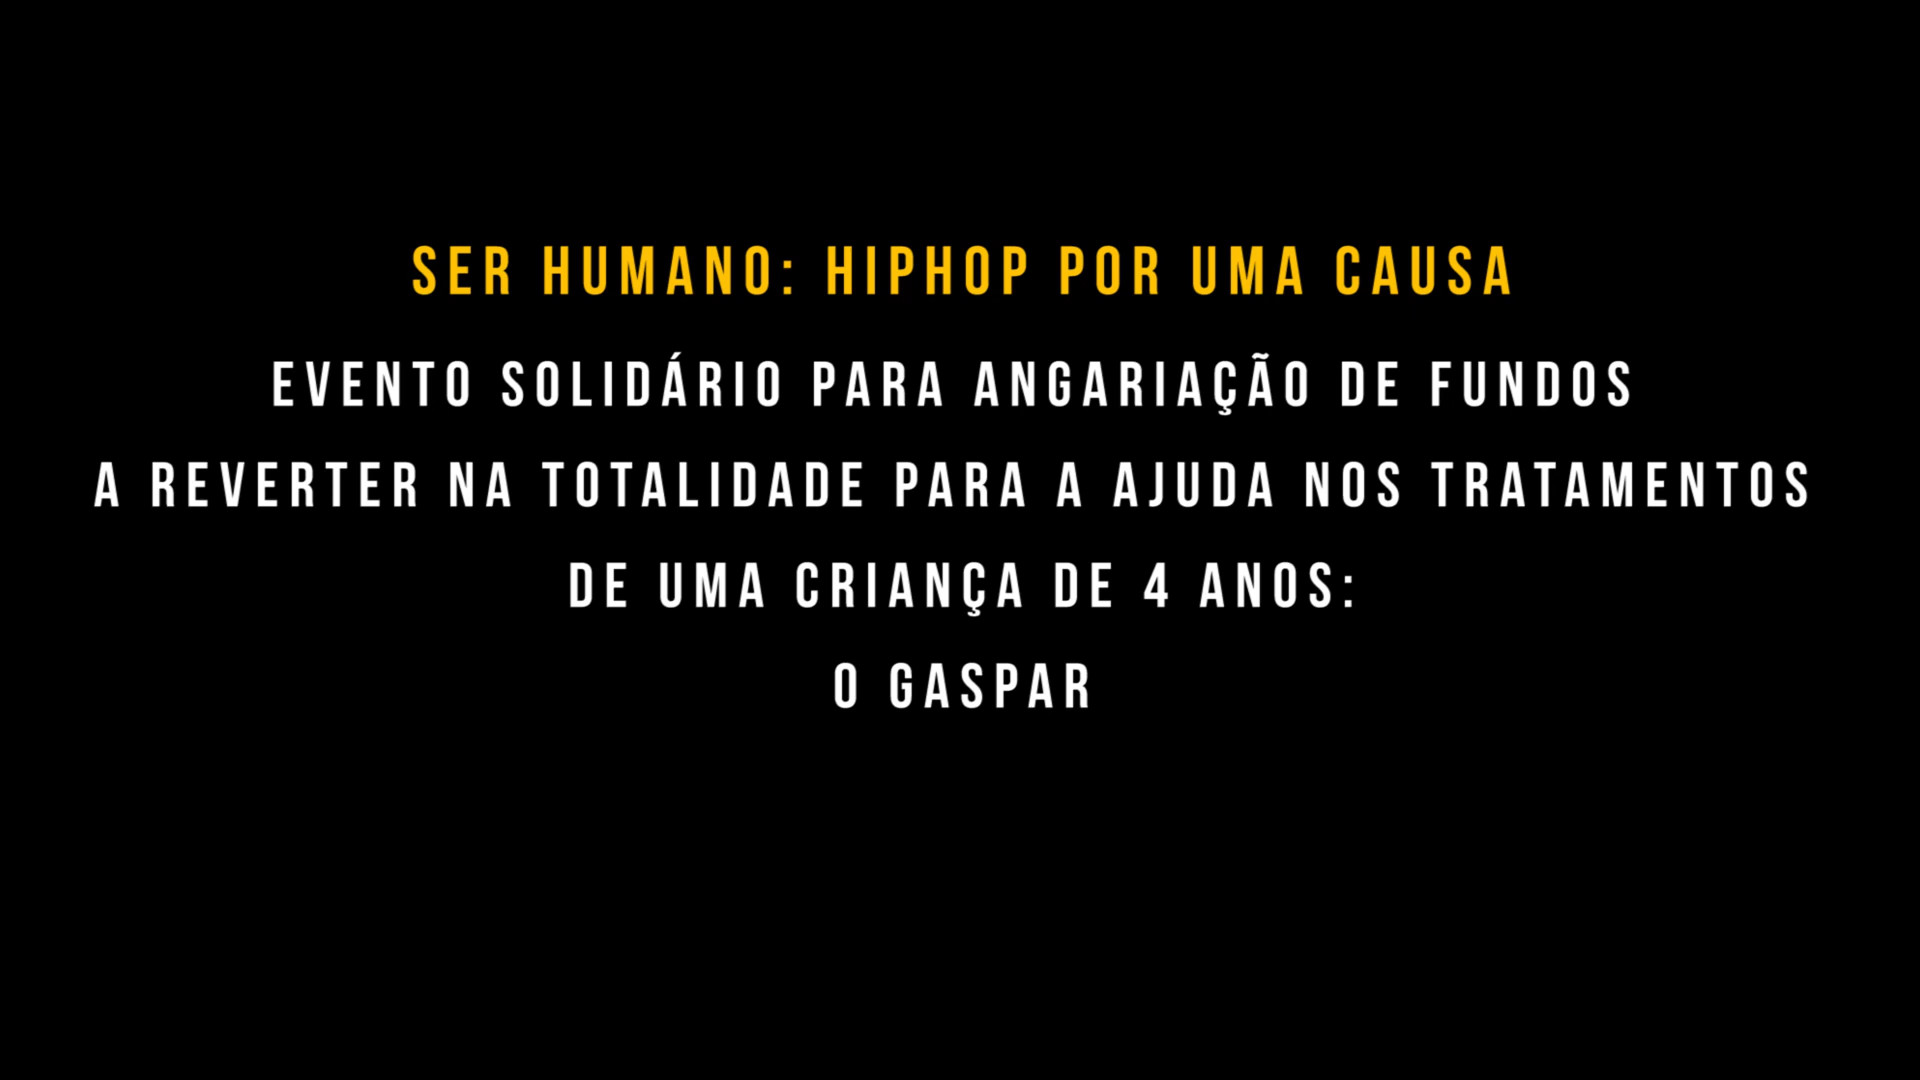 SER HUMANO: HIPHOP POR UMA CAUSA
EVENTO SOLIDÁRIO PARA ANGARIAÇÃO DE FUNDOS
A REVERTER NA TOTALIDADE PARA A AJUDA NOS TRATAMENTOS
DE UMA CRIANÇA DE 4 ANOS:
O GASPAR